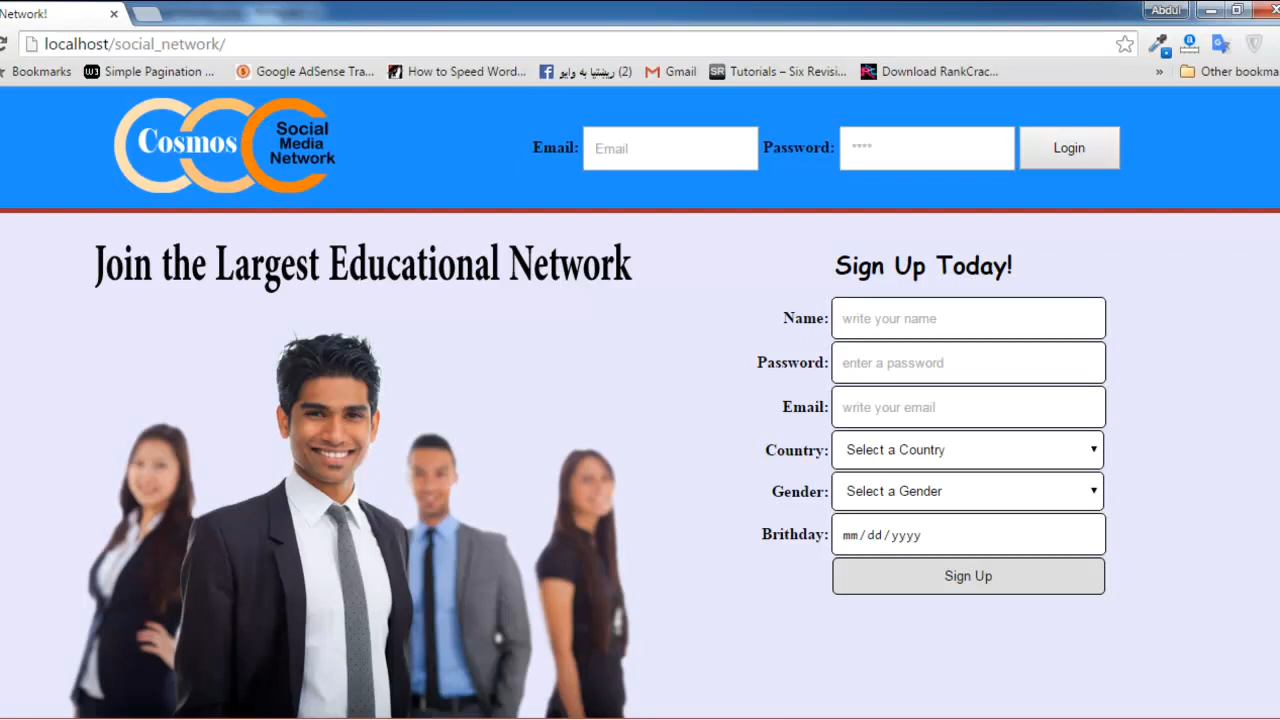 Network!
Abdul
localhost/social_network/
Bookmarks
Simple Pagination ...
Google AdSense Tra...
How to Speed Word...
(2) ریښتیا به وایو
Gmail
Tutorials – Six Revisi...
Download RankCrac...
»
Other bookma
Cosmos
Social
Media
Network
Email: Email Password: **** Login
Join the Largest Educational Network
Sign Up Today!
Name: write your name
Password: enter a password
Email: write your email
Country: Select a Country
Gender: Select a Gender
Brithday: mm/dd/yyyy
Sign Up